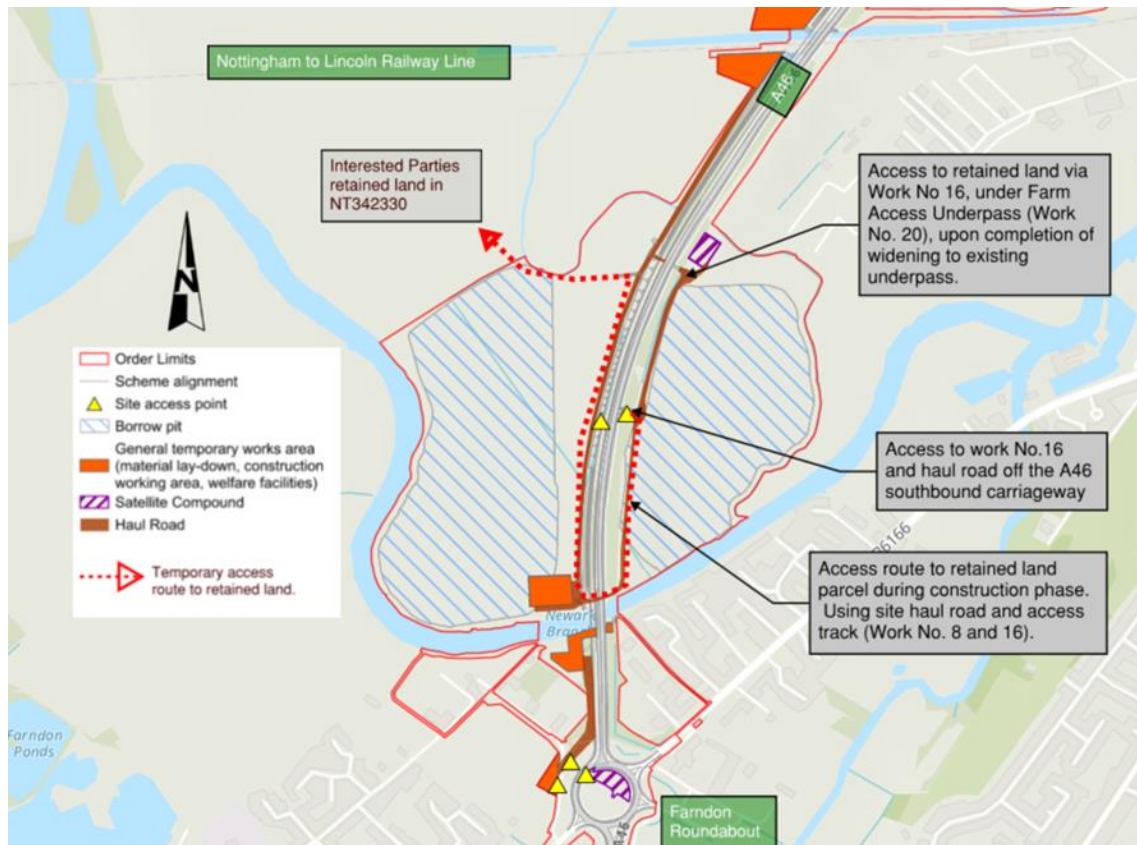 Nottingham to Lincoln Railway Line
A46
Interested Parties
retained land in
NT342330
Access to retained land via
Work No 16, under Farm
Access Underpass (Work
No. 20), upon completion of
widening to existing
underpass.
N
Order Limits
Scheme alignment
Site access point
Borrow pit
General temporary works area
(material lay-down, construction
working area, welfare facilities)
Satellite Compound
Haul Road
Temporary access
route to retained land.
Access to work No.16
and haul road off the A46
southbound carriageway
Access route to retained land
parcel during construction phase.
Using site haul road and access
track (Work No. 8 and 16).
Newark
Farndon
Ponds
Farndon
Roundabout
A46